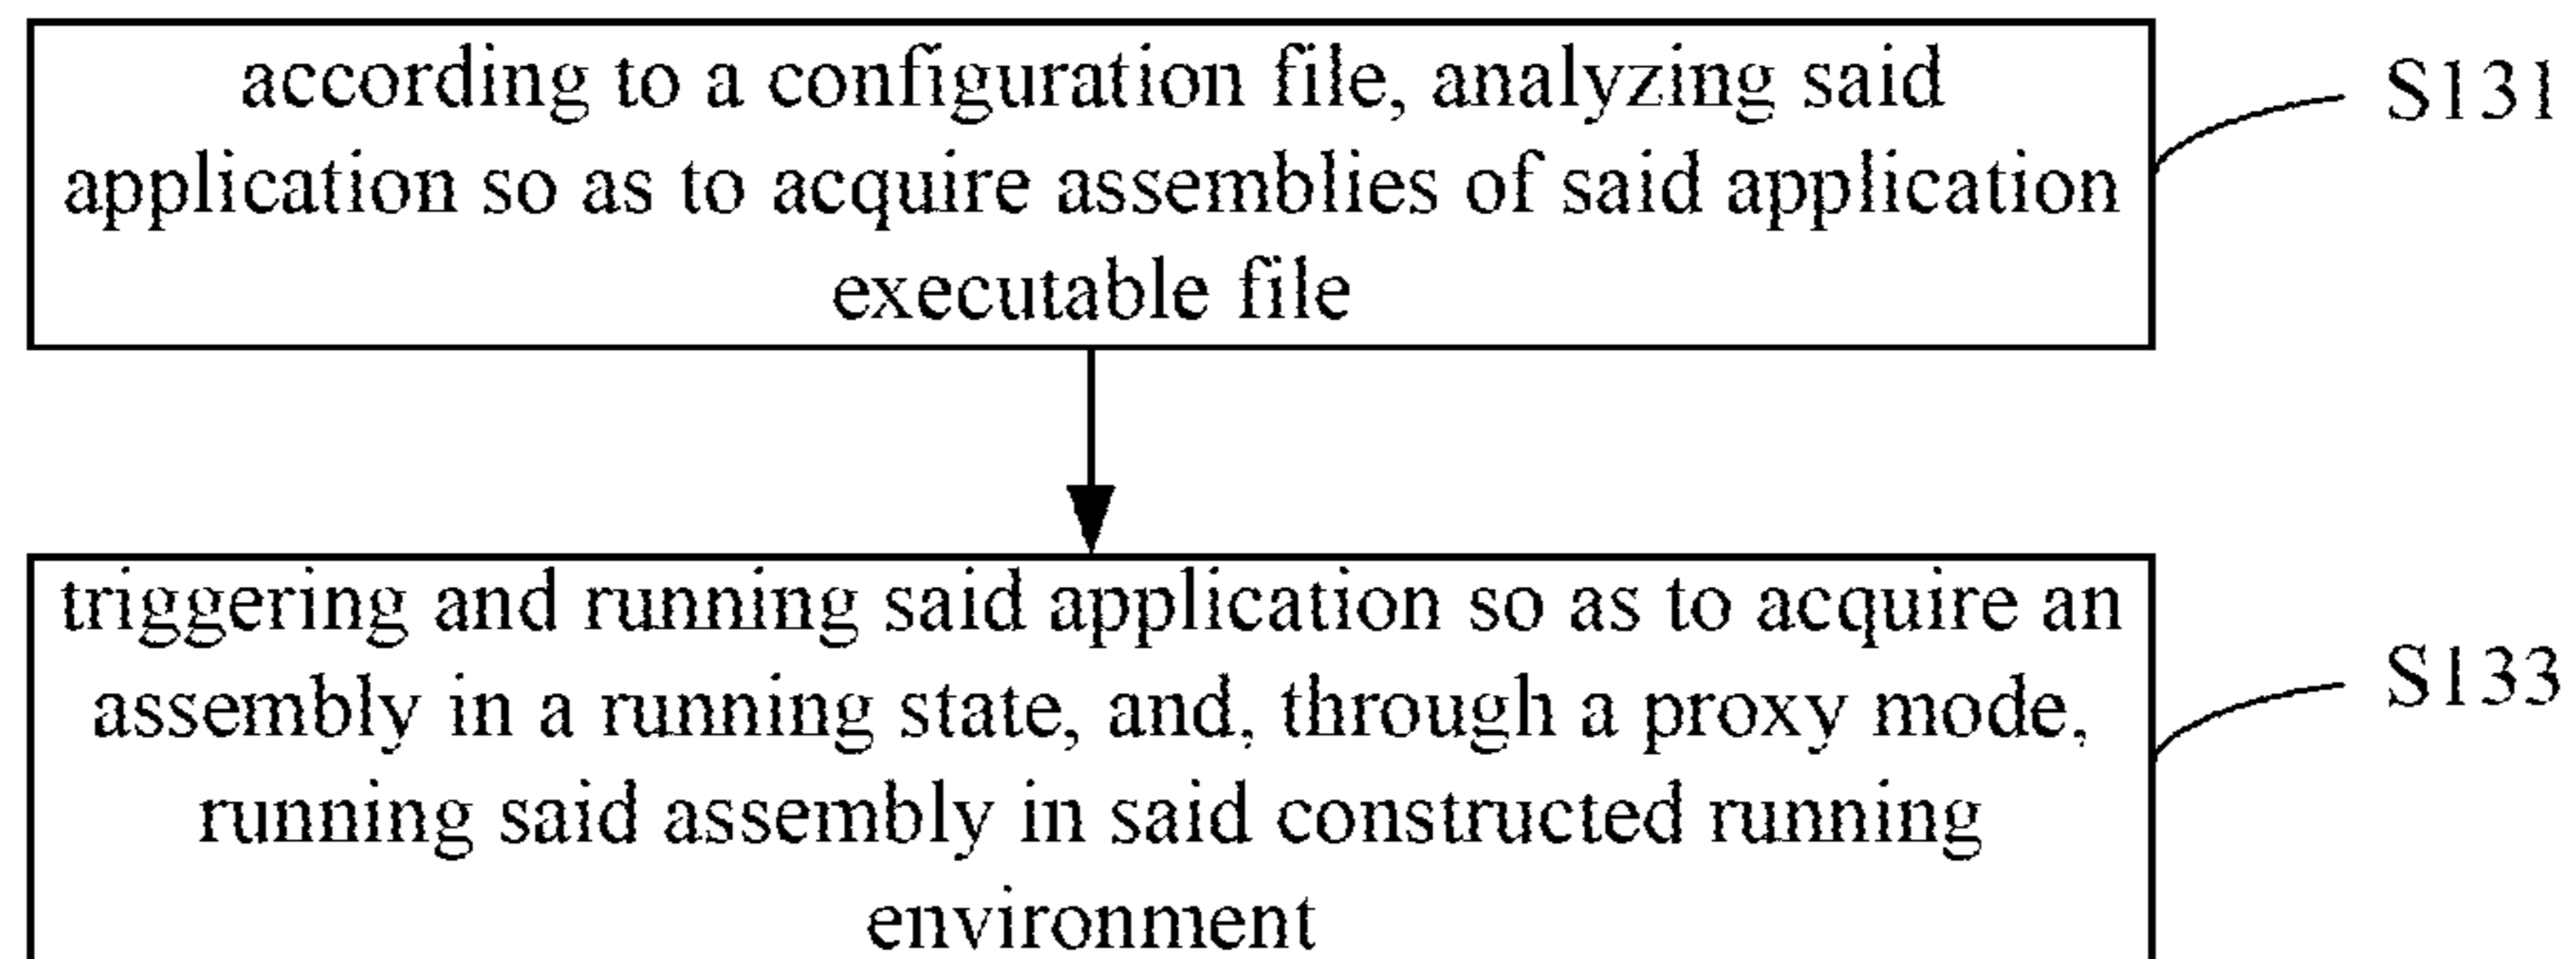 according to a configuration file, analyzing said
application so as to acquire assemblies of said application
executable file
S131
triggering and running said application so as to acquire an
assembly in a running state, and, through a proxy mode,
running said assembly in said constructed running
environment
S133